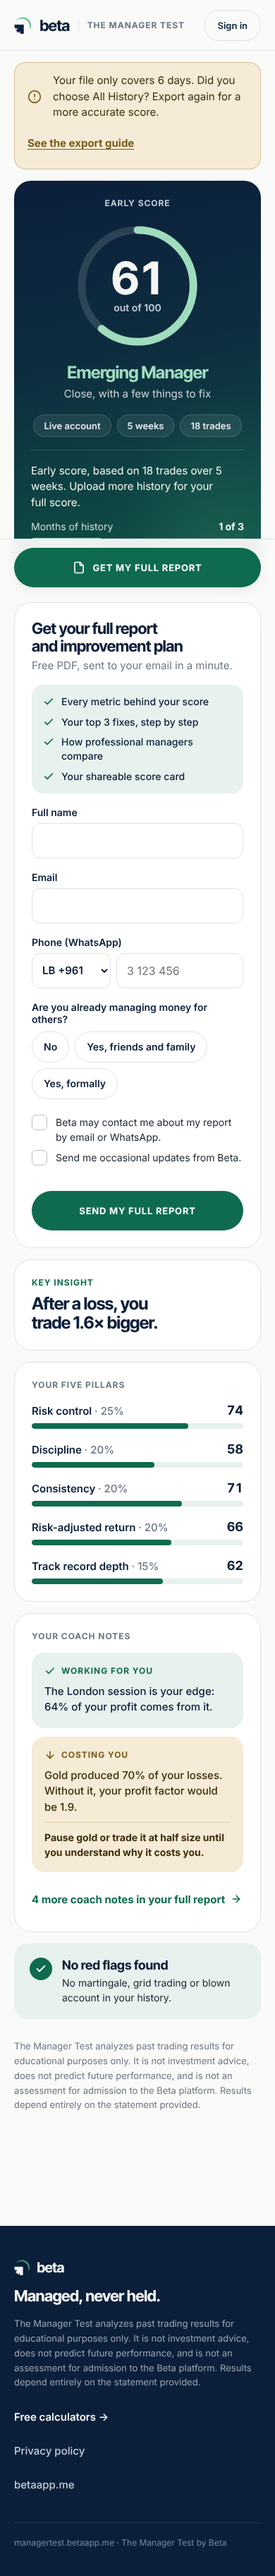 beta THE MANAGER TEST Sign in
Your file only covers 6 days. Did you
choose All History? Export again for a
more accurate score.
See the export guide
EARLY SCORE
61
out of 100
Emerging Manager
Close, with a few things to fix
Live account 5 weeks 18 trades
Early score, based on 18 trades over 5
weeks. Upload more history for your
full score.
Months of history 1 of 3
GET MY FULL REPORT
Get your full report
and improvement plan
Free PDF, sent to your email in a minute.
Every metric behind your score
Your top 3 fixes, step by step
How professional managers
compare
Your shareable score card
Full name
Email
Phone (WhatsApp)
LB +961 3 123 456
Are you already managing money for
others?
No Yes, friends and family
Yes, formally
Beta may contact me about my report
by email or WhatsApp.
Send me occasional updates from Beta.
SEND MY FULL REPORT
KEY INSIGHT
After a loss, you
trade 1.6× bigger.
YOUR FIVE PILLARS
Risk control · 25% 74
Discipline · 20% 58
Consistency · 20% 71
Risk-adjusted return · 20% 66
Track record depth · 15% 62
YOUR COACH NOTES
WORKING FOR YOU
The London session is your edge:
64% of your profit comes from it.
COSTING YOU
Gold produced 70% of your losses.
Without it, your profit factor would
be 1.9.
Pause gold or trade it at half size until
you understand why it costs you.
4 more coach notes in your full report →
No red flags found
No martingale, grid trading or blown
account in your history.
The Manager Test analyzes past trading results for
educational purposes only. It is not investment advice,
does not predict future performance, and is not an
assessment for admission to the Beta platform. Results
depend entirely on the statement provided.
beta
Managed, never held.
The Manager Test analyzes past trading results for
educational purposes only. It is not investment advice,
does not predict future performance, and is not an
assessment for admission to the Beta platform. Results
depend entirely on the statement provided.
Free calculators →
Privacy policy
betaapp.me
managertest.betaapp.me · The Manager Test by Beta